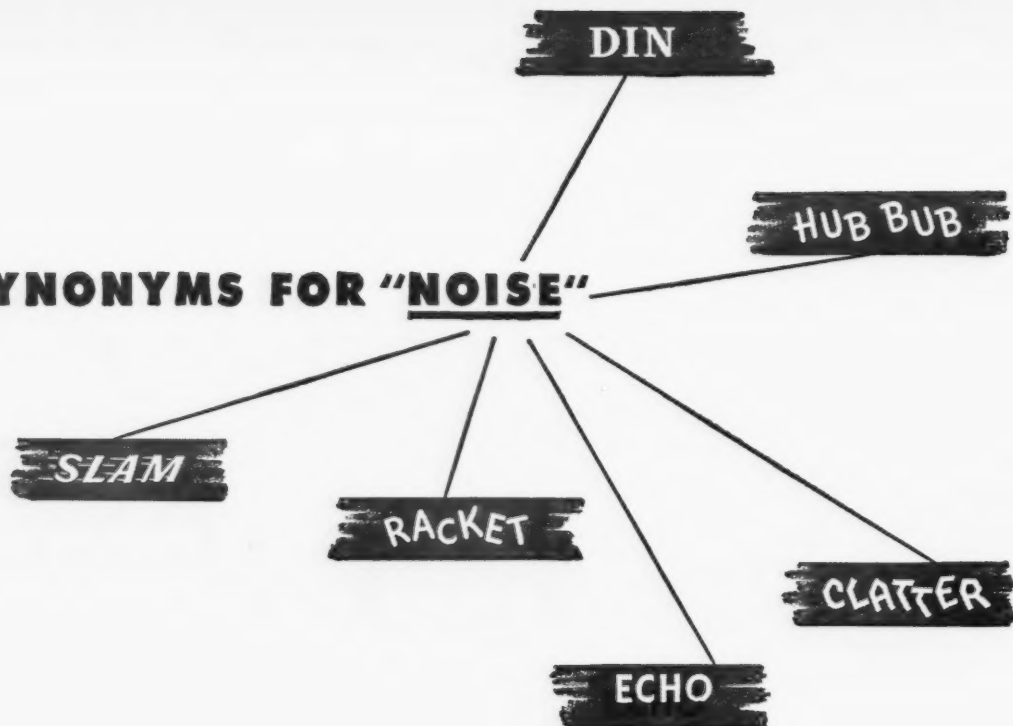 DIN
HUB BUB
YNONYMS FOR "NOISE"
SLAM
RACKET
CLATTER
ECHO